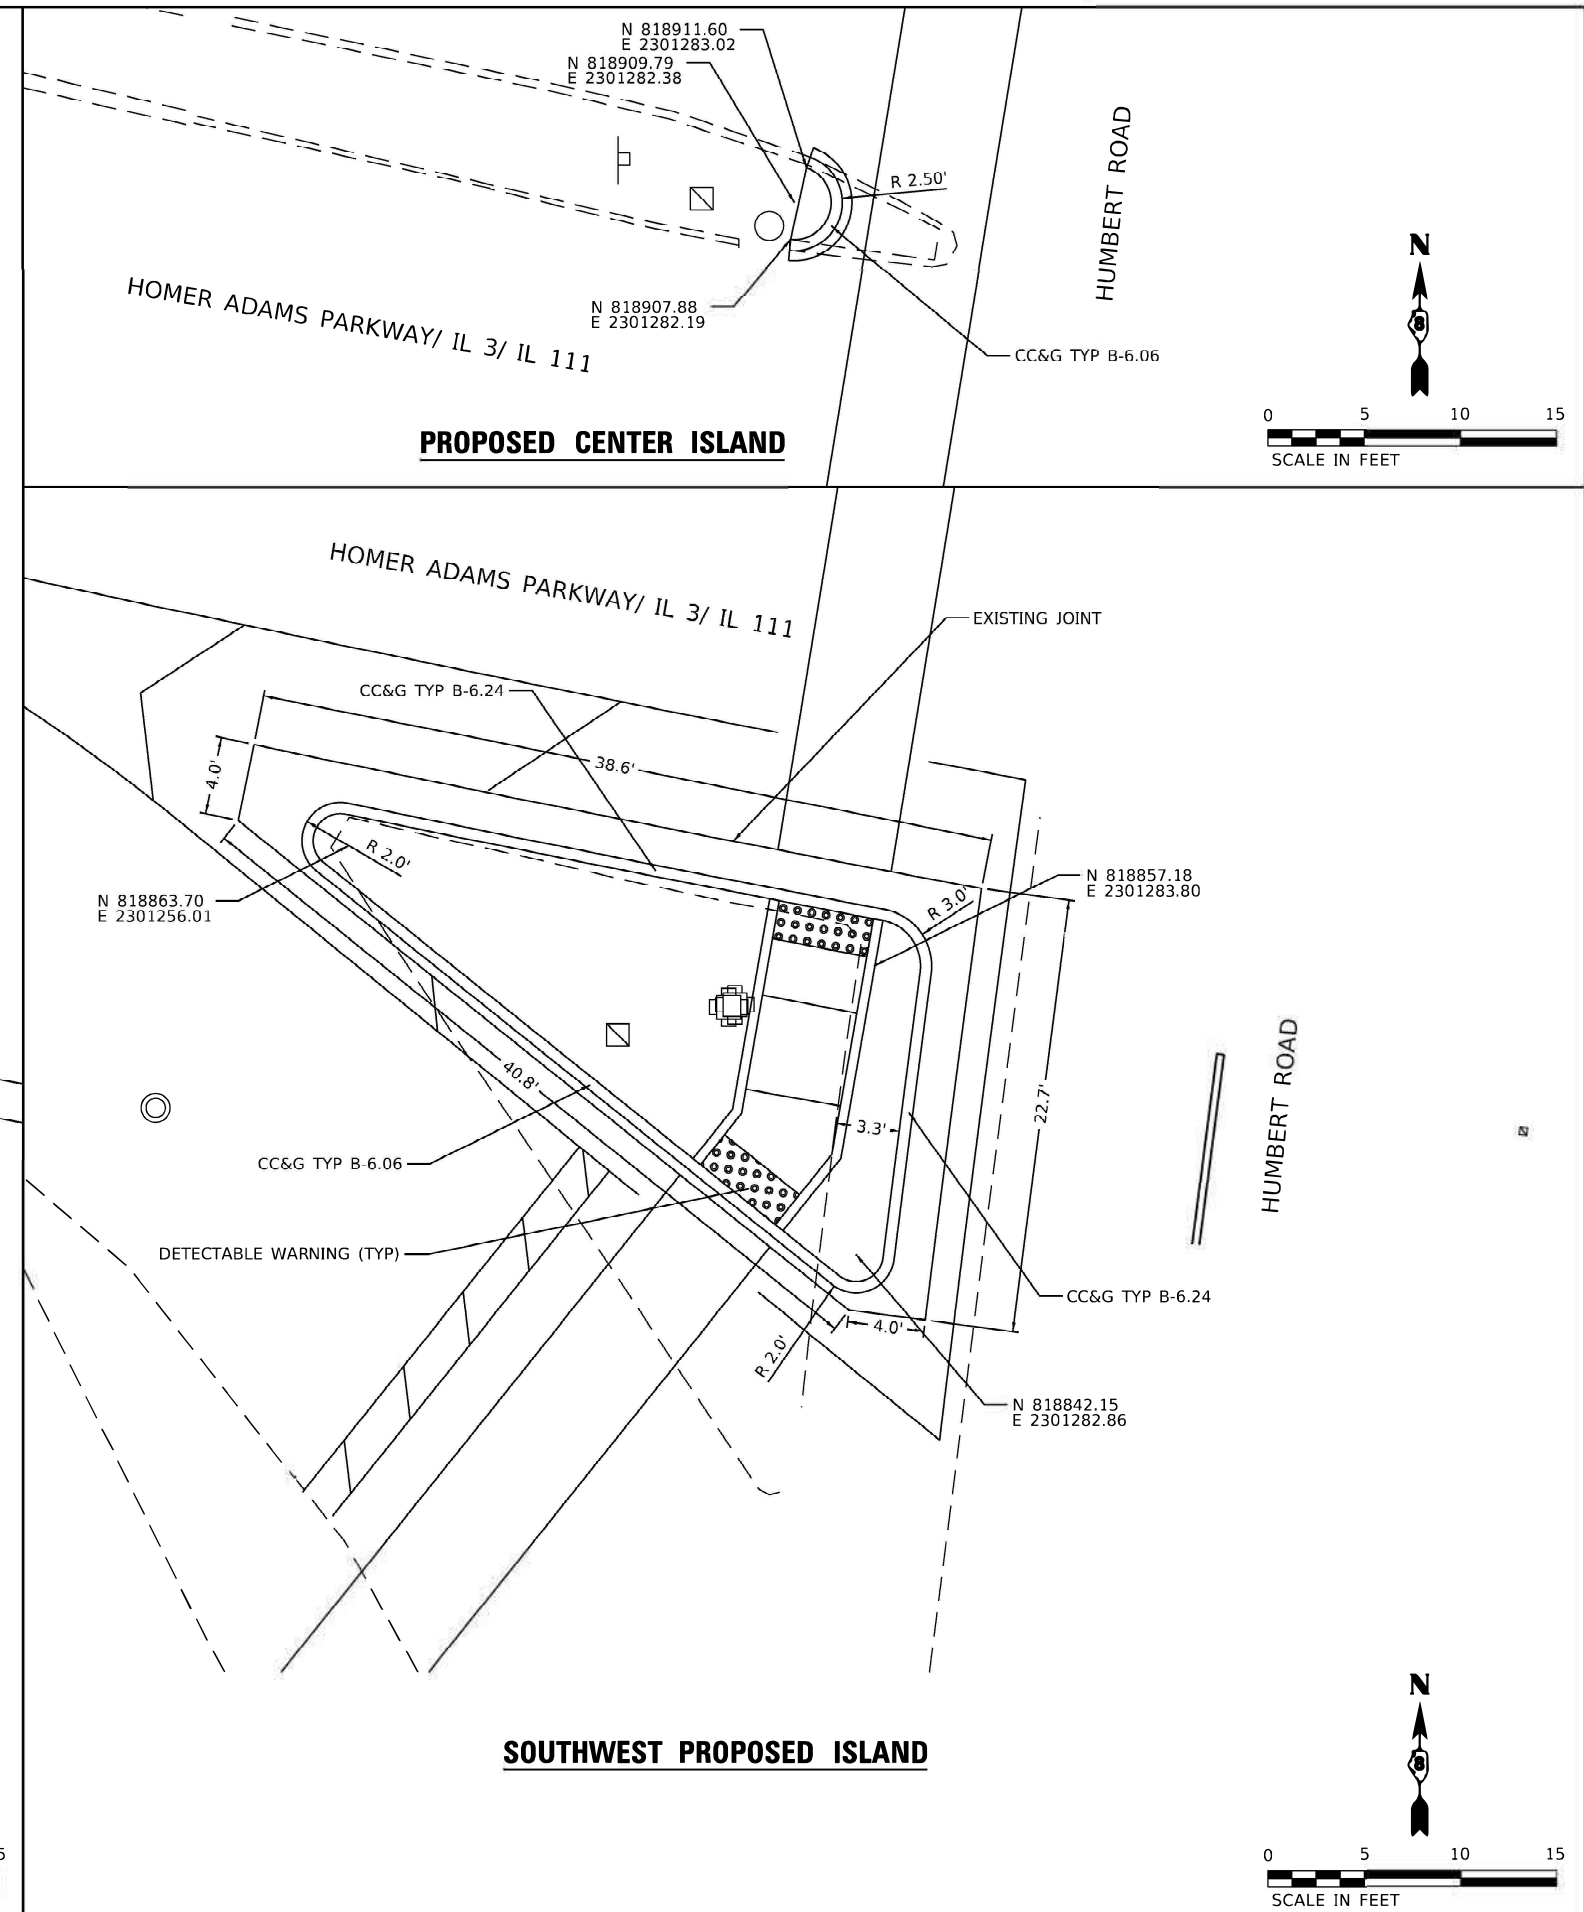 N 818911.60
E 2301283.02
N 818909.79
E 2301282.38
R 2.50'
HUMBERT ROAD
N
8
HOMER ADAMS PARKWAY/ IL 3/ IL 111
N 818907.88
E 2301282.19
CC&G TYP B-6.06
PROPOSED CENTER ISLAND
0 5 10 15
SCALE IN FEET
HOMER ADAMS PARKWAY/ IL 3/ IL 111
EXISTING JOINT
CC&G TYP B-6.24
38.6'
4.0'
R 2.0'
N 818857.18
E 2301283.80
R 3.0'
N 818863.70
E 2301256.01
40.8'
22.7'
3.3'
HUMBERT ROAD
CC&G TYP B-6.06
DETECTABLE WARNING (TYP)
CC&G TYP B-6.24
4.0'
R 2.0'
N 818842.15
E 2301282.86
N
8
SOUTHWEST PROPOSED ISLAND
5
0 5 10 15
SCALE IN FEET